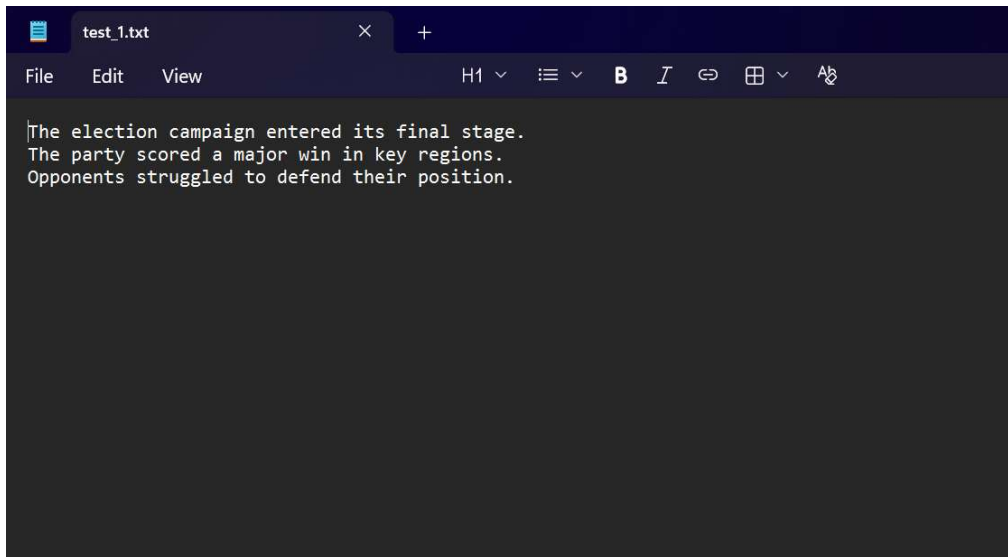 test_1.txt
File Edit View H1 B I
The election campaign entered its final stage.
The party scored a major win in key regions.
Opponents struggled to defend their position.